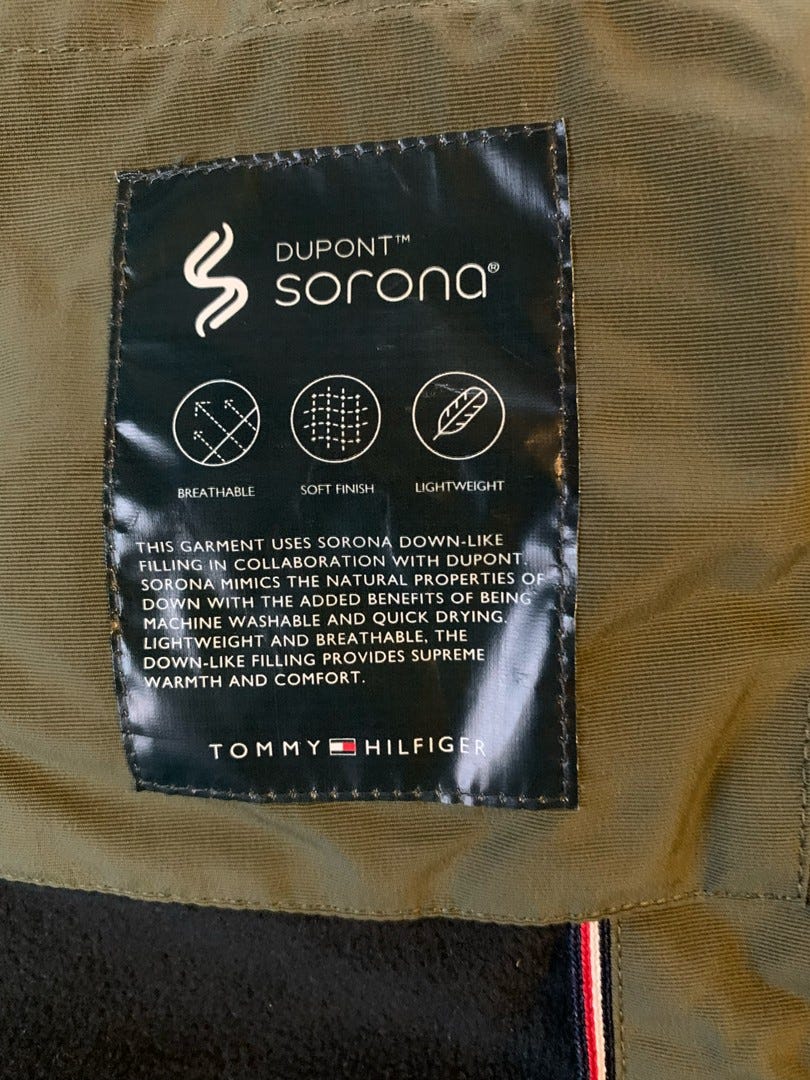 DUPONT™
sorona®
BREATHABLE SOFT FINISH LIGHTWEIGHT
THIS GARMENT USES SORONA DOWN-LIKE
FILLING IN COLLABORATION WITH DUPONT.
SORONA MIMICS THE NATURAL PROPERTIES OF
DOWN WITH THE ADDED BENEFITS OF BEING
MACHINE WASHABLE AND QUICK DRYING.
LIGHTWEIGHT AND BREATHABLE, THE
DOWN-LIKE FILLING PROVIDES SUPREME
WARMTH AND COMFORT.
TOMMY HILFIGER